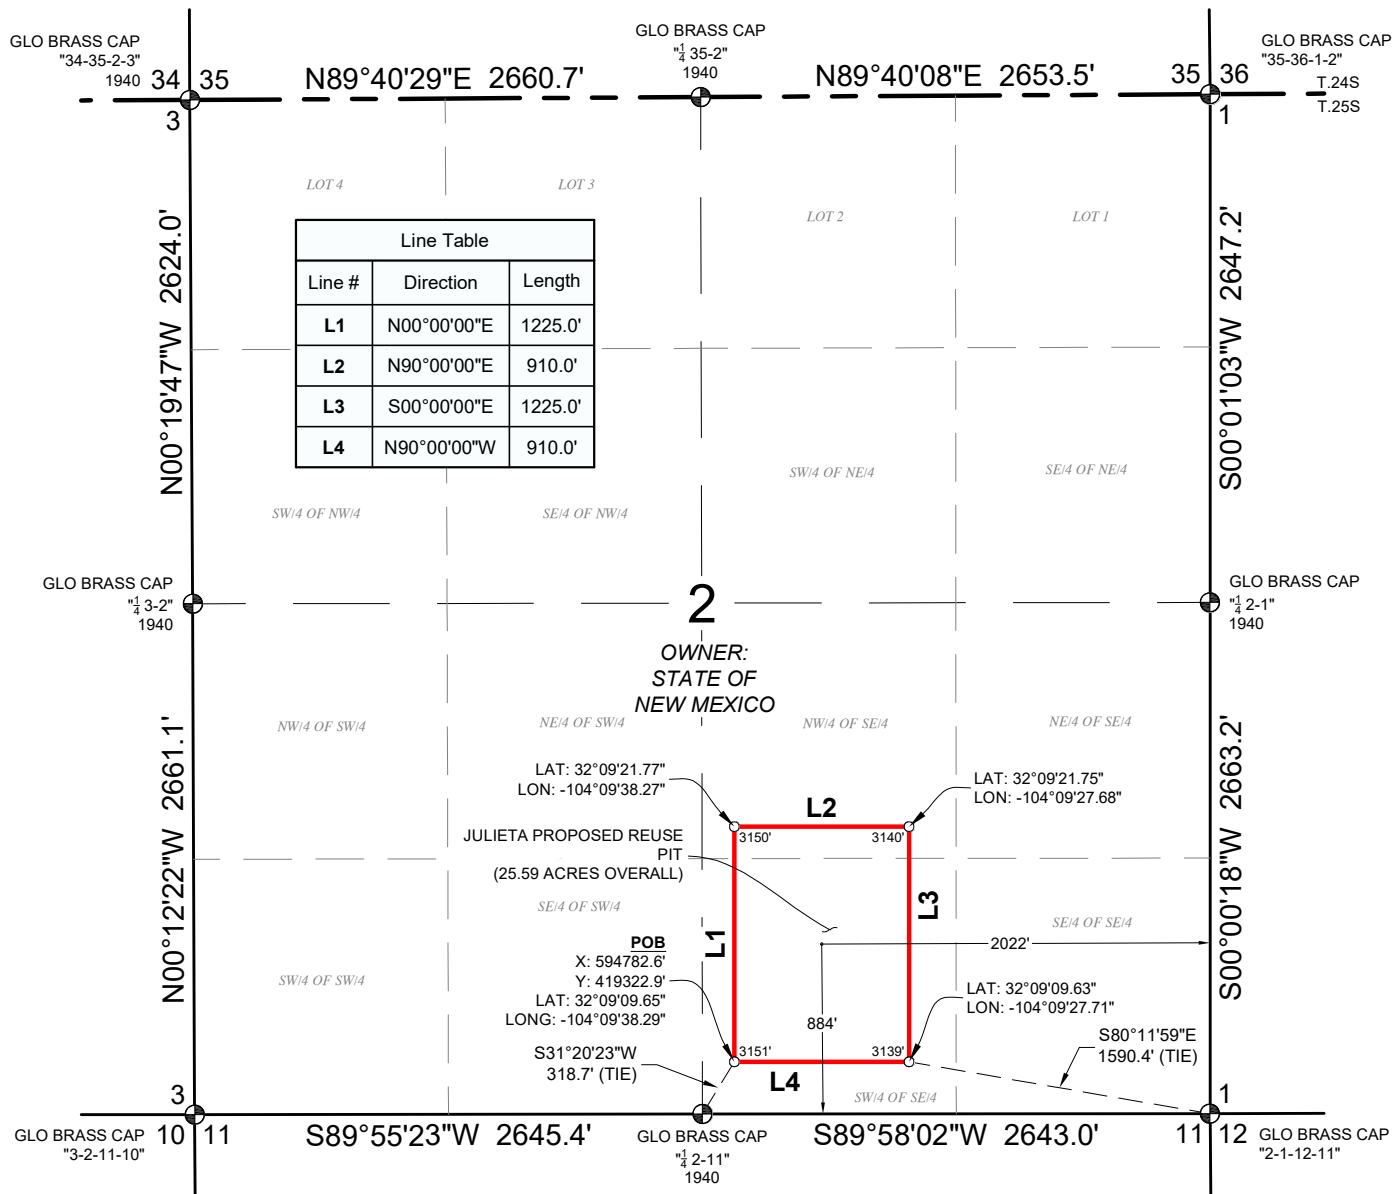 GLO BRASS CAP
"34-35-2-3"
1940
34 35
3
N89°40'29"E 2660.7'
GLO BRASS CAP
"1/4 35-2"
1940
N89°40'08"E 2653.5'
35 36
1
GLO BRASS CAP
"35-36-1-2"
T.24S
T.25S
LOT 4
LOT 3
LOT 2
LOT 1
N00°19'47"W 2624.0'
Line Table
Line # Direction Length
L1 N00°00'00"E 1225.0'
L2 N90°00'00"E 910.0'
L3 S00°00'00"E 1225.0'
L4 N90°00'00"W 910.0'
S00°01'03"W 2647.2'
SW/4 OF NW/4
SE/4 OF NW/4
SW/4 OF NE/4
SE/4 OF NE/4
GLO BRASS CAP
"1/4 3-2"
1940
2
OWNER:
STATE OF
NEW MEXICO
GLO BRASS CAP
"1/4 2-1"
1940
NW/4 OF SW/4
NE/4 OF SW/4
NW/4 OF SE/4
NE/4 OF SE/4
N00°12'22"W 2661.1'
S00°00'18"W 2663.2'
LAT: 32°09'21.77"
LON: -104°09'38.27"
LAT: 32°09'21.75"
LON: -104°09'27.68"
L2
3150'
3140'
JULIETA PROPOSED REUSE
PIT
(25.59 ACRES OVERALL)
L1
L3
SE/4 OF SW/4
SE/4 OF SE/4
2022'
884'
POB
X: 594782.6'
Y: 419322.9'
LAT: 32°09'09.65"
LONG: -104°09'38.29"
LAT: 32°09'09.63"
LON: -104°09'27.71"
SW/4 OF SW/4
S31°20'23"W
318.7' (TIE)
3151'
3139'
L4
S80°11'59"E
1590.4' (TIE)
SW/4 OF SE/4
3
10 11
GLO BRASS CAP
"3-2-11-10"
S89°55'23"W 2645.4'
GLO BRASS CAP
"1/4 2-11"
1940
S89°58'02"W 2643.0'
1
11 12
GLO BRASS CAP
"2-1-12-11"